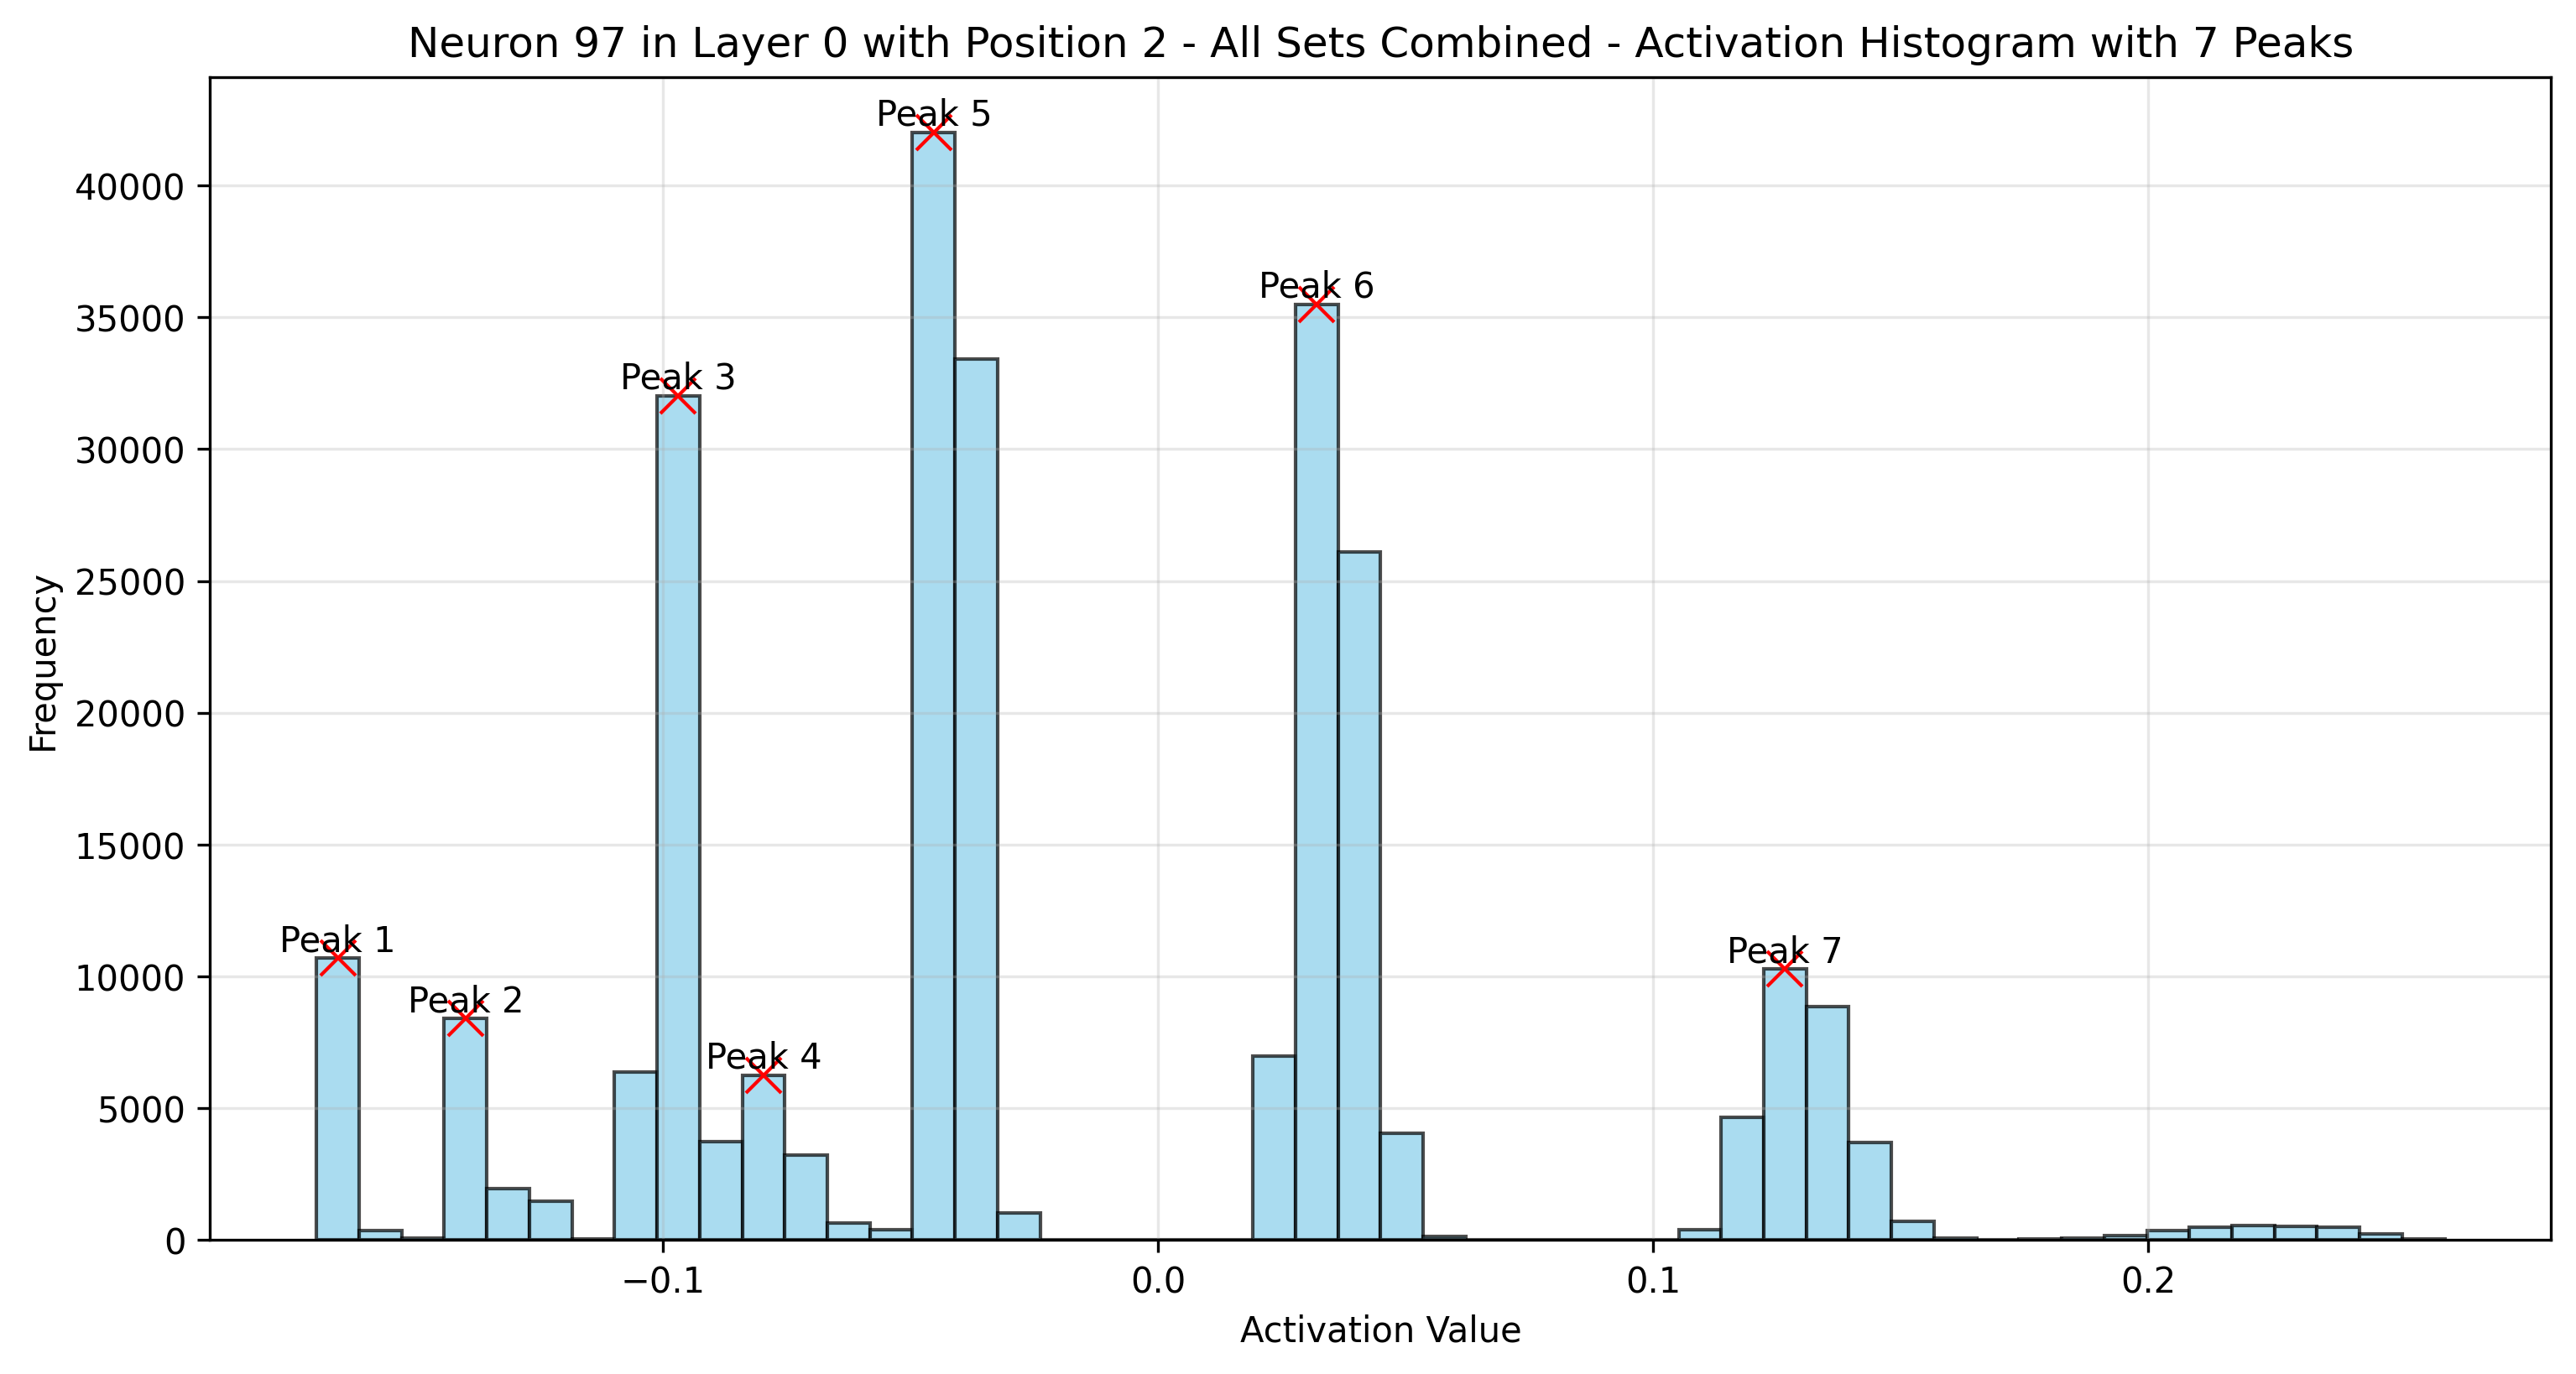 Neuron 97 in Layer 0 with Position 2 - All Sets Combined - Activation Histogram with 7 Peaks
Peak 5
40000
Peak 6
35000
Peak 3
30000
25000
Frequency
20000
15000
Peak 1
Peak 7
10000
Peak 2
Peak 4
5000
0
−0.1
0.0
0.1
0.2
Activation Value